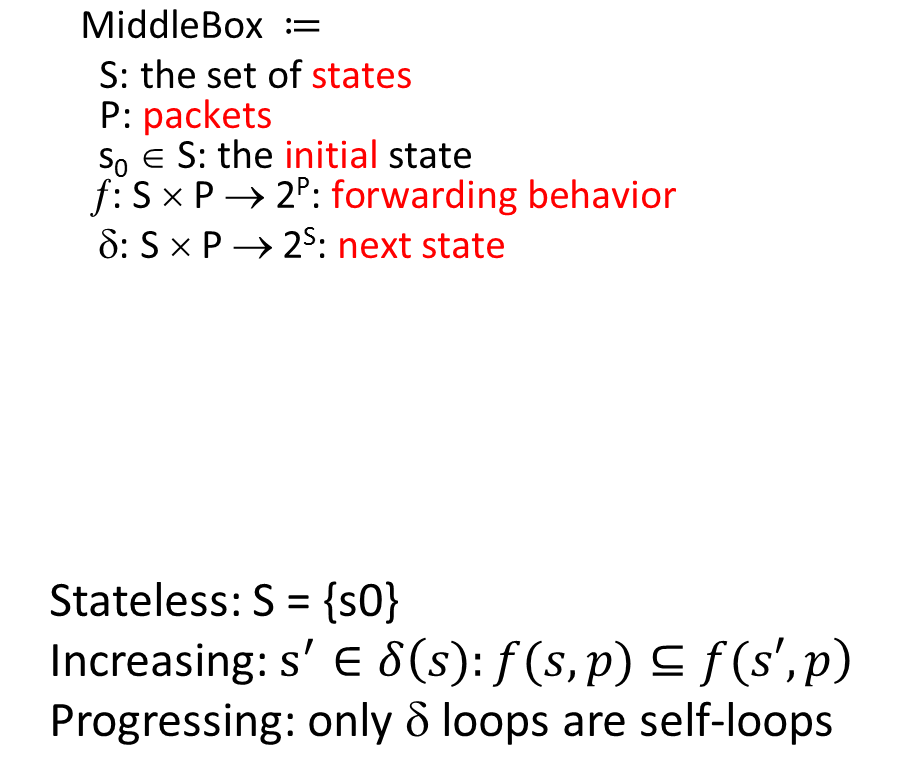 MiddleBox :=
S: the set of states
P: packets
s₀ ∈ S: the initial state
f: S × P → 2ᴾ: forwarding behavior
δ: S × P → 2ˢ: next state
Stateless: S = {s0}
Increasing: s′ ∈ δ(s): f(s, p) ⊆ f(s′, p)
Progressing: only δ loops are self-loops